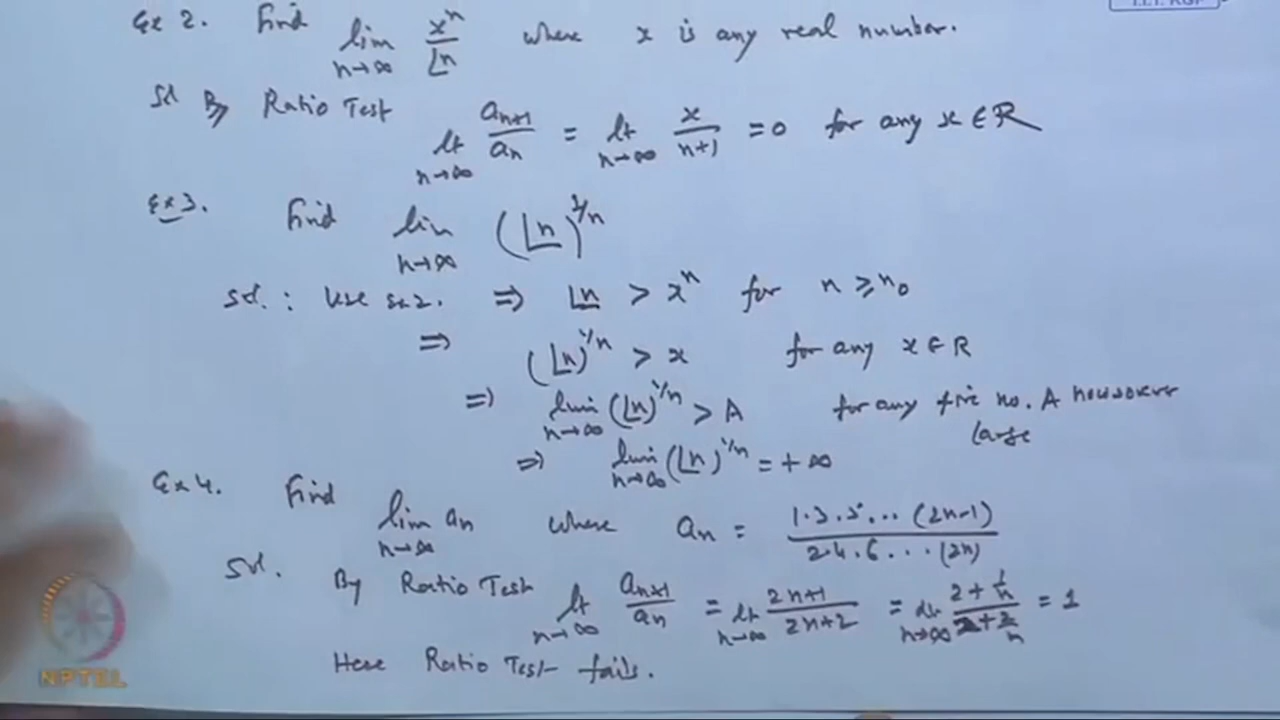 I.I.T. KGP
Ex 2. Find lim n→∞ x^n / ⌊n where x is any real number.
Sol By Ratio Test lt n→∞ a_{n+1} / a_n = lt n→∞ x / n+1 = 0 for any x ∈ R
Ex 3. Find lim n→∞ (⌊n)^{1/n}
Sol. : Use Ex 2. ⇒ ⌊n > x^n for n ≥ n_0
⇒ (⌊n)^{1/n} > x for any x ∈ R
⇒ lim n→∞ (⌊n)^{1/n} > A for any +ive no. A howsoever large
⇒ lim n→∞ (⌊n)^{1/n} = +∞
Ex 4. Find lim n→∞ a_n where a_n = 1.3.5... (2n-1) / 2.4.6... (2n)
Sol. By Ratio Test lt n→∞ a_{n+1} / a_n = lt n→∞ 2n+1 / 2n+2 = lim n→∞ 2+1/n / 2+2/n = 1
Here Ratio Test fails.
NPTEL